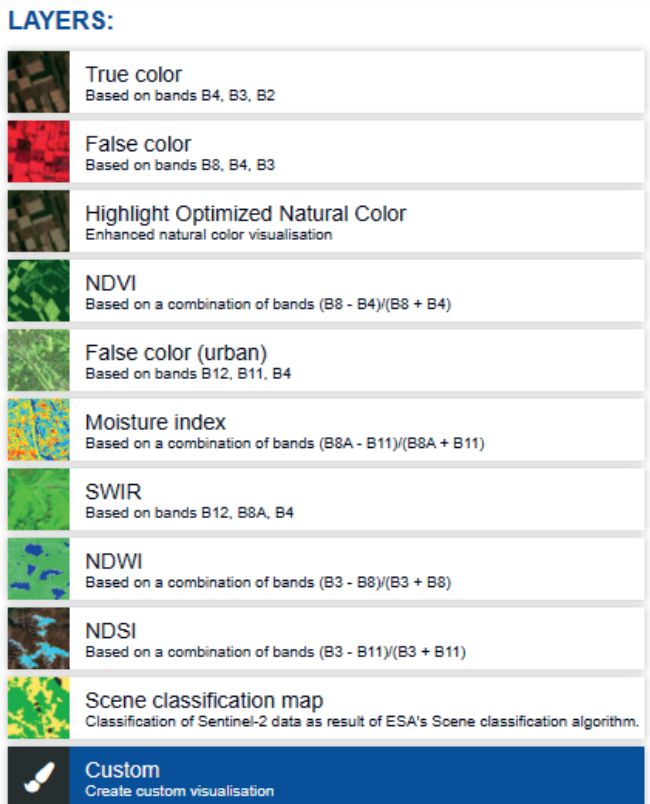 LAYERS:
True color
Based on bands B4, B3, B2
False color
Based on bands B8, B4, B3
Highlight Optimized Natural Color
Enhanced natural color visualisation
NDVI
Based on a combination of bands (B8 - B4)/(B8 + B4)
False color (urban)
Based on bands B12, B11, B4
Moisture index
Based on a combination of bands (B8A - B11)/(B8A + B11)
SWIR
Based on bands B12, B8A, B4
NDWI
Based on a combination of bands (B3 - B8)/(B3 + B8)
NDSI
Based on a combination of bands (B3 - B11)/(B3 + B11)
Scene classification map
Classification of Sentinel-2 data as result of ESA's Scene classification algorithm.
Custom
Create custom visualisation